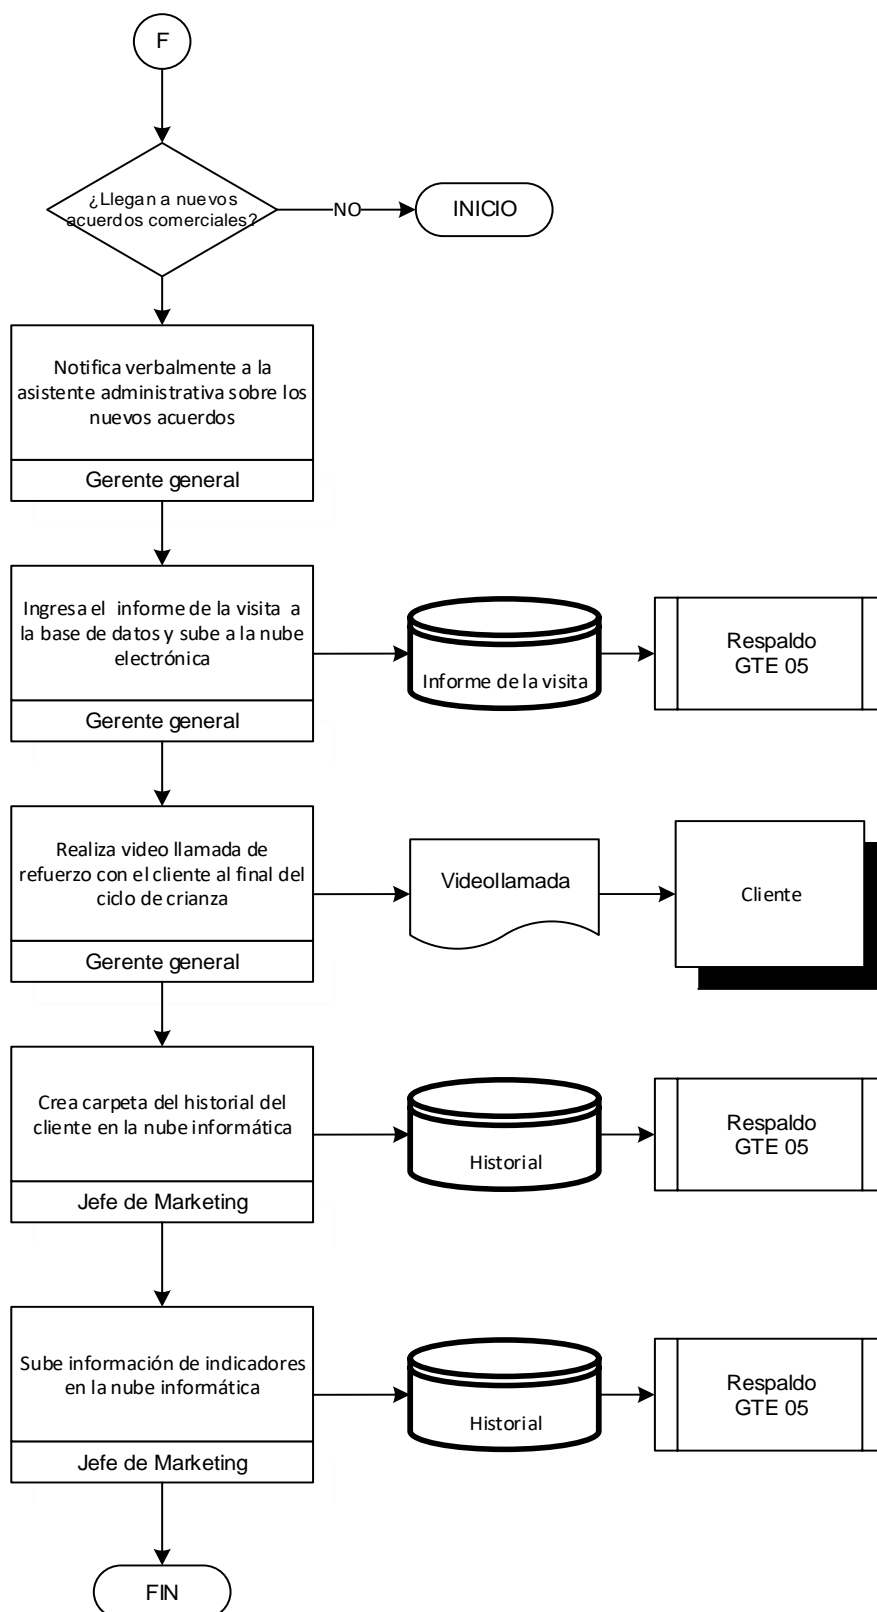 F
¿Llegan a nuevos
acuerdos comerciales?
NO
INICIO
Notifica verbalmente a la
asistente administrativa sobre los
nuevos acuerdos
Gerente general
Ingresa el informe de la visita a
la base de datos y sube a la nube
electrónica
Gerente general
Informe de la visita
Respaldo
GTE 05
Realiza video llamada de
refuerzo con el cliente al final del
ciclo de crianza
Gerente general
Videollamada
Cliente
Crea carpeta del historial del
cliente en la nube informática
Jefe de Marketing
Historial
Respaldo
GTE 05
Sube información de indicadores
en la nube informática
Jefe de Marketing
Historial
Respaldo
GTE 05
FIN